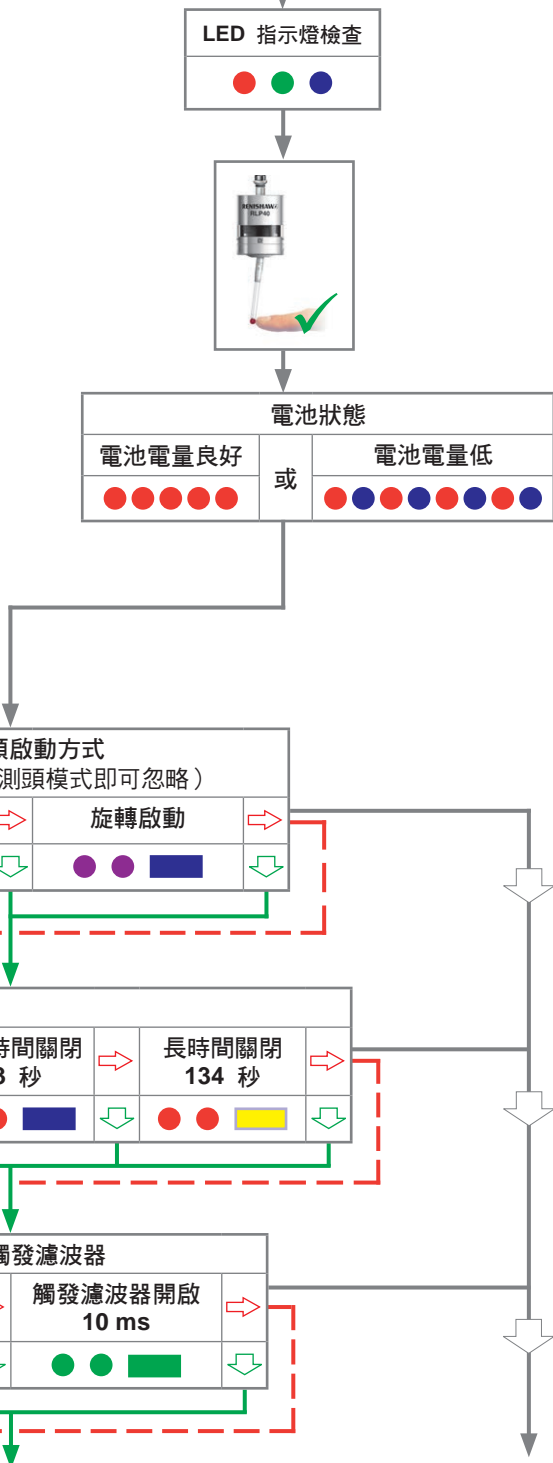 LED 指示燈檢查
RENISHAW
RLP40
電池狀態
電池電量良好
或
電池電量低
啟動方式
測頭模式即可忽略）
旋轉啟動
時間關閉
秒
長時間關閉
134 秒
觸發濾波器
觸發濾波器開啟
10 ms